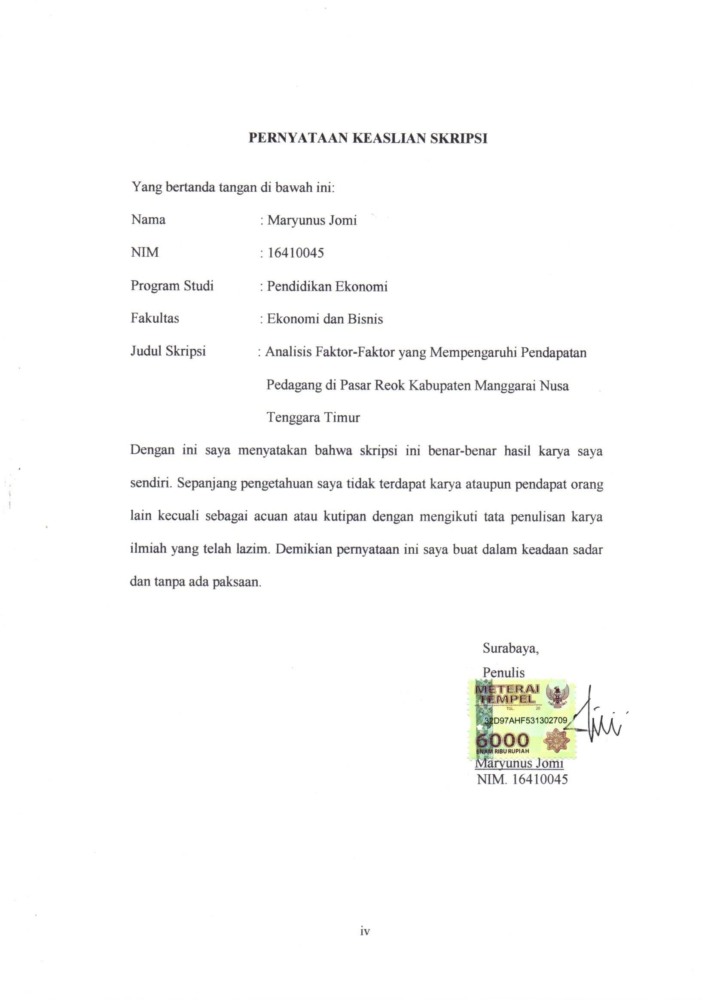 PERNYATAAN KEASLIAN SKRIPSI
Yang bertanda tangan di bawah ini:
Nama : Maryunus Jomi
NIM : 16410045
Program Studi : Pendidikan Ekonomi
Fakultas : Ekonomi dan Bisnis
Judul Skripsi : Analisis Faktor-Faktor yang Mempengaruhi Pendapatan
Pedagang di Pasar Reok Kabupaten Manggarai Nusa
Tenggara Timur
Dengan ini saya menyatakan bahwa skripsi ini benar-benar hasil karya saya
sendiri. Sepanjang pengetahuan saya tidak terdapat karya ataupun pendapat orang
lain kecuali sebagai acuan atau kutipan dengan mengikuti tata penulisan karya
ilmiah yang telah lazim. Demikian pernyataan ini saya buat dalam keadaan sadar
dan tanpa ada paksaan.
Surabaya,
Penulis
METERAI
TEMPEL
TGL. 20
32D97AHF531302709
6000
ENAM RIBU RUPIAH
Maryunus Jomi
NIM. 16410045
iv